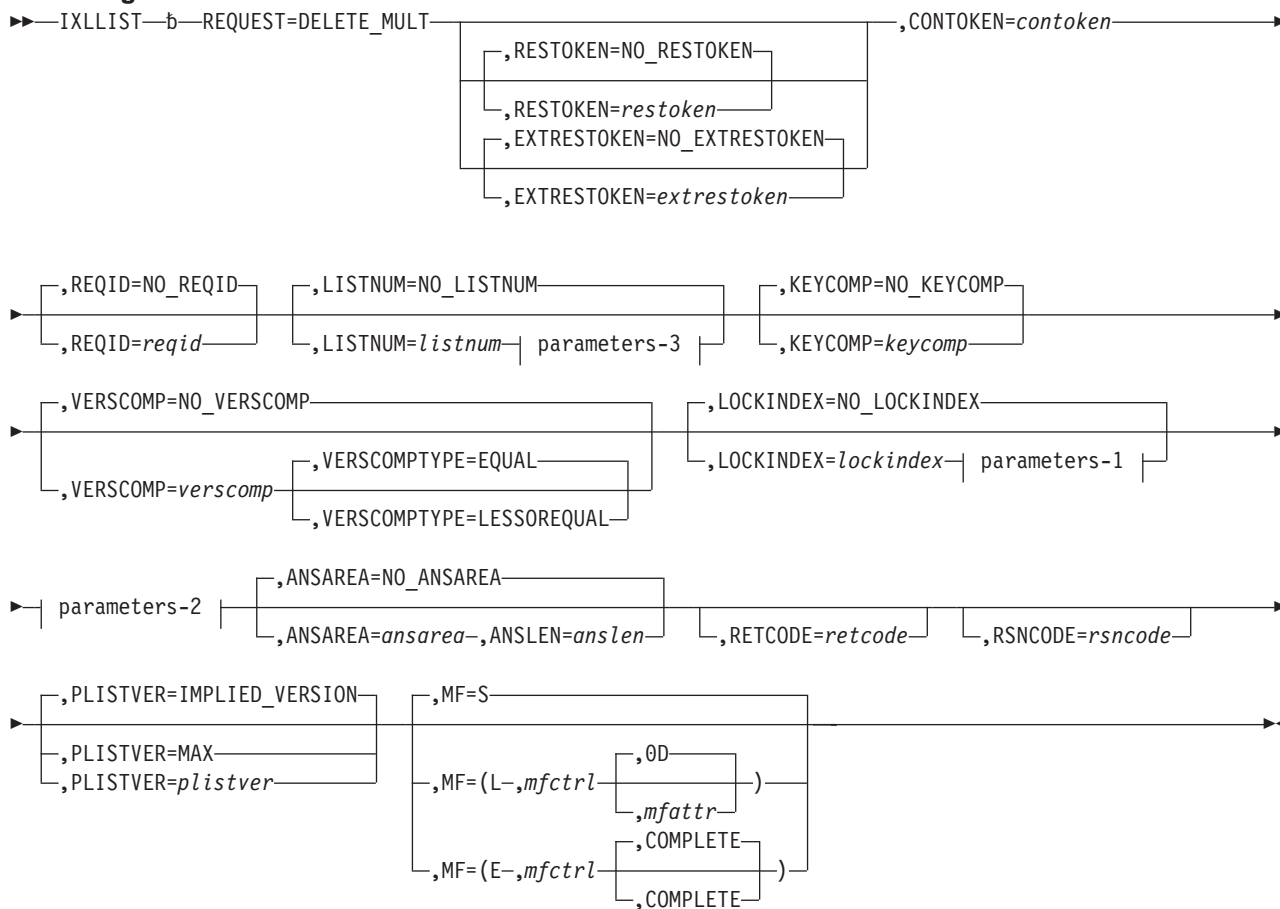 IXLLIST ƀ REQUEST=DELETE_MULT ,CONTOKEN=contoken
,RESTOKEN=NO_RESTOKEN
,RESTOKEN=restoken
,EXTRESTOKEN=NO_EXTRESTOKEN
,EXTRESTOKEN=extrestoken
,REQID=NO_REQID ,LISTNUM=NO_LISTNUM ,KEYCOMP=NO_KEYCOMP
,REQID=reqid ,LISTNUM=listnum parameters-3 ,KEYCOMP=keycomp
,VERSCOMP=NO_VERSCOMP ,LOCKINDEX=NO_LOCKINDEX
,VERSCOMPTYPE=EQUAL ,LOCKINDEX=lockindex parameters-1
,VERSCOMP=verscomp
,VERSCOMPTYPE=LESSOREQUAL
,ANSAREA=NO_ANSAREA
parameters-2
,ANSAREA=ansarea ,ANSLEN=anslen ,RETCODE=retcode ,RSNCODE=rsncode
,PLISTVER=IMPLIED_VERSION ,MF=S
,PLISTVER=MAX ,0D
,PLISTVER=plistver ,MF=(L ,mfctrl )
,mfattr
,COMPLETE
,MF=(E ,mfctrl )
,COMPLETE